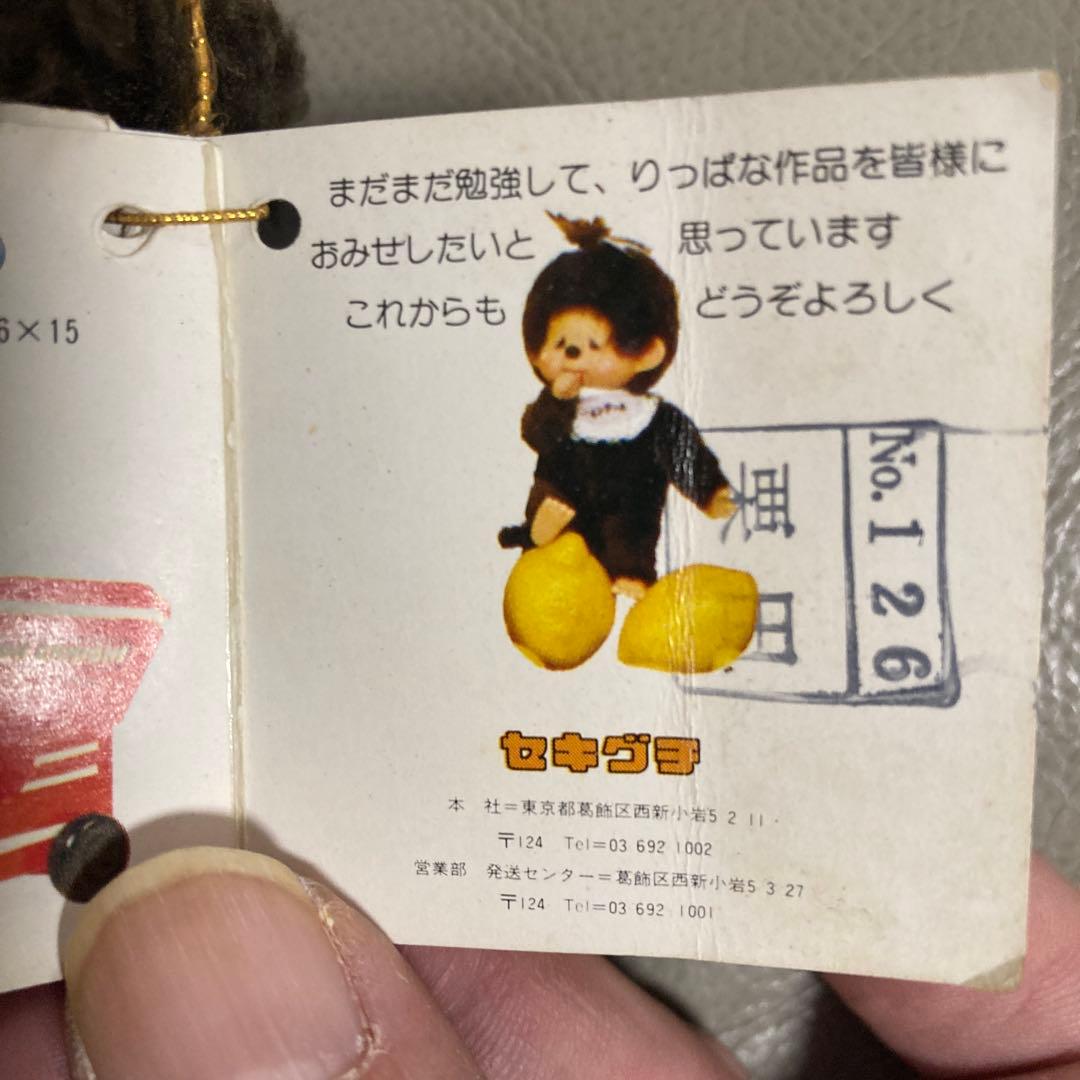 6×15
まだまだ勉強して、りっぱな作品を皆様に
おみせしたいと 思っています
これからも どうぞよろしく
No. 126
栗田
セキグチ
本 社=東京都葛飾区西新小岩5 2 11
〒124 Tel=03 692 1002
営業部 発送センター=葛飾区西新小岩5 3 27
〒124 Tel=03 692 1001